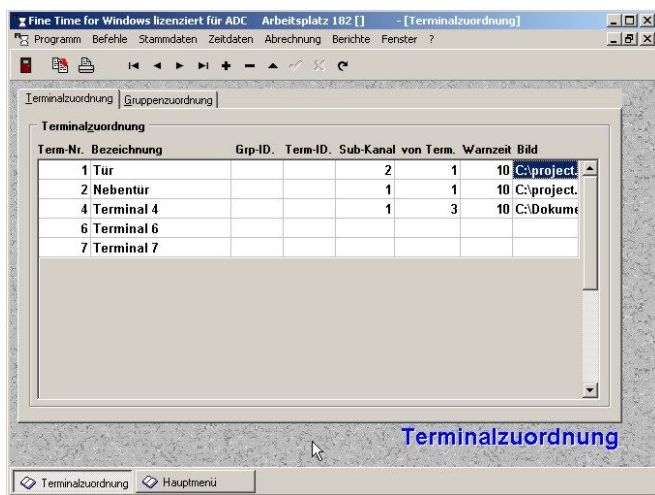 Fine Time for Windows lizenziert für ADC Arbeitsplatz 182 [] - [Terminalzuordnung]
Programm Befehle Stammdaten Zeitdaten Abrechnung Berichte Fenster ?
Terminalzuordnung Gruppenzuordnung
Terminalzuordnung
Term-Nr. Bezeichnung Grp-ID. Term-ID. Sub-Kanal von Term. Warnzeit Bild
1 Tür 2 1 10 C:\project.
2 Nebentür 1 1 10 C:\project.
4 Terminal 4 1 3 10 C:\Dokume
6 Terminal 6
7 Terminal 7
Terminalzuordnung
Terminalzuordnung Hauptmenü